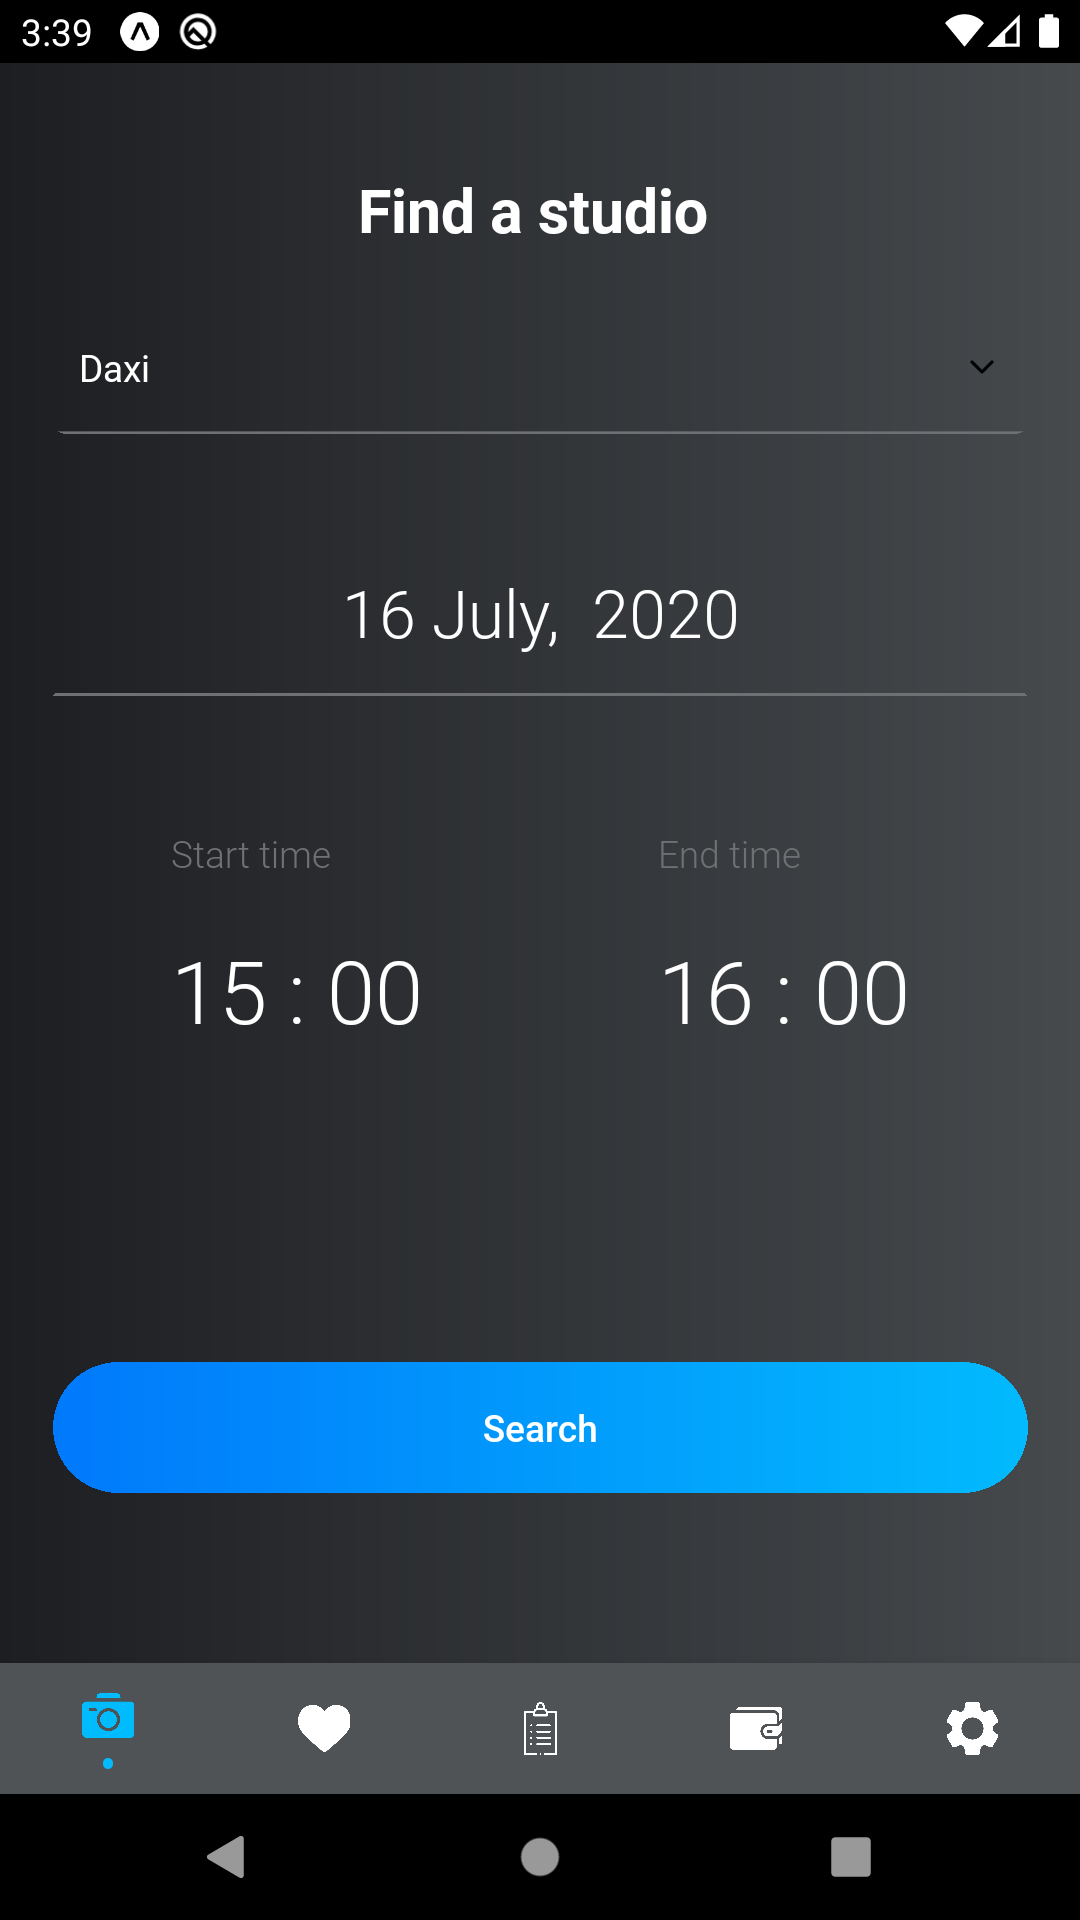 3:39
Find a studio
Daxi
16 July, 2020
Start time End time
15 : 00 16 : 00
Search